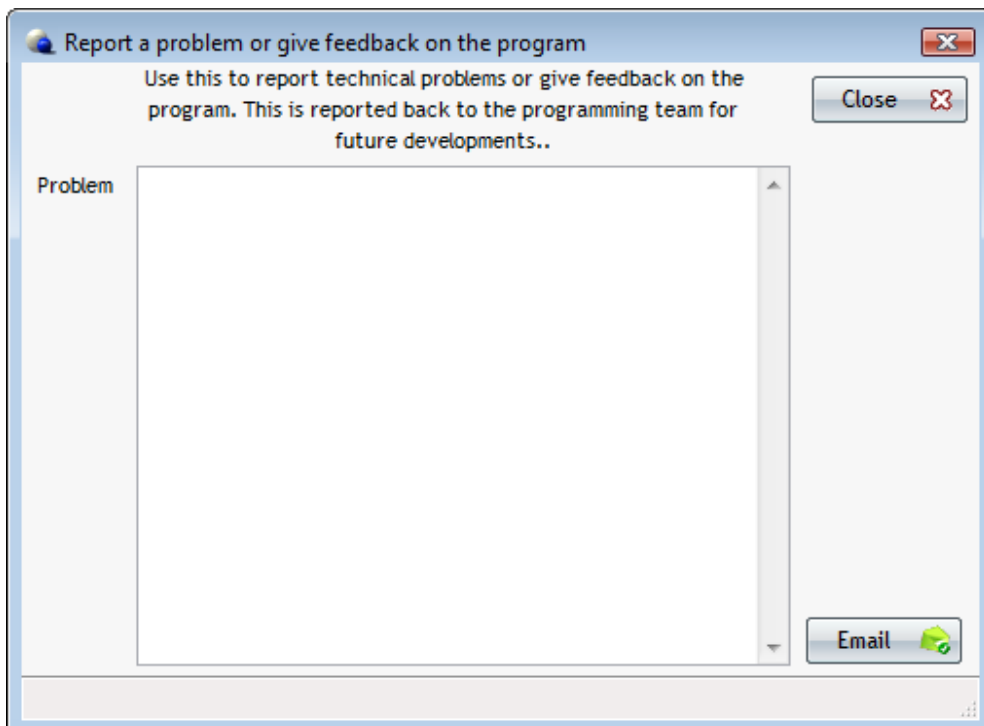 Report a problem or give feedback on the program
Use this to report technical problems or give feedback on the
program. This is reported back to the programming team for
future developments..
Close
Problem
Email